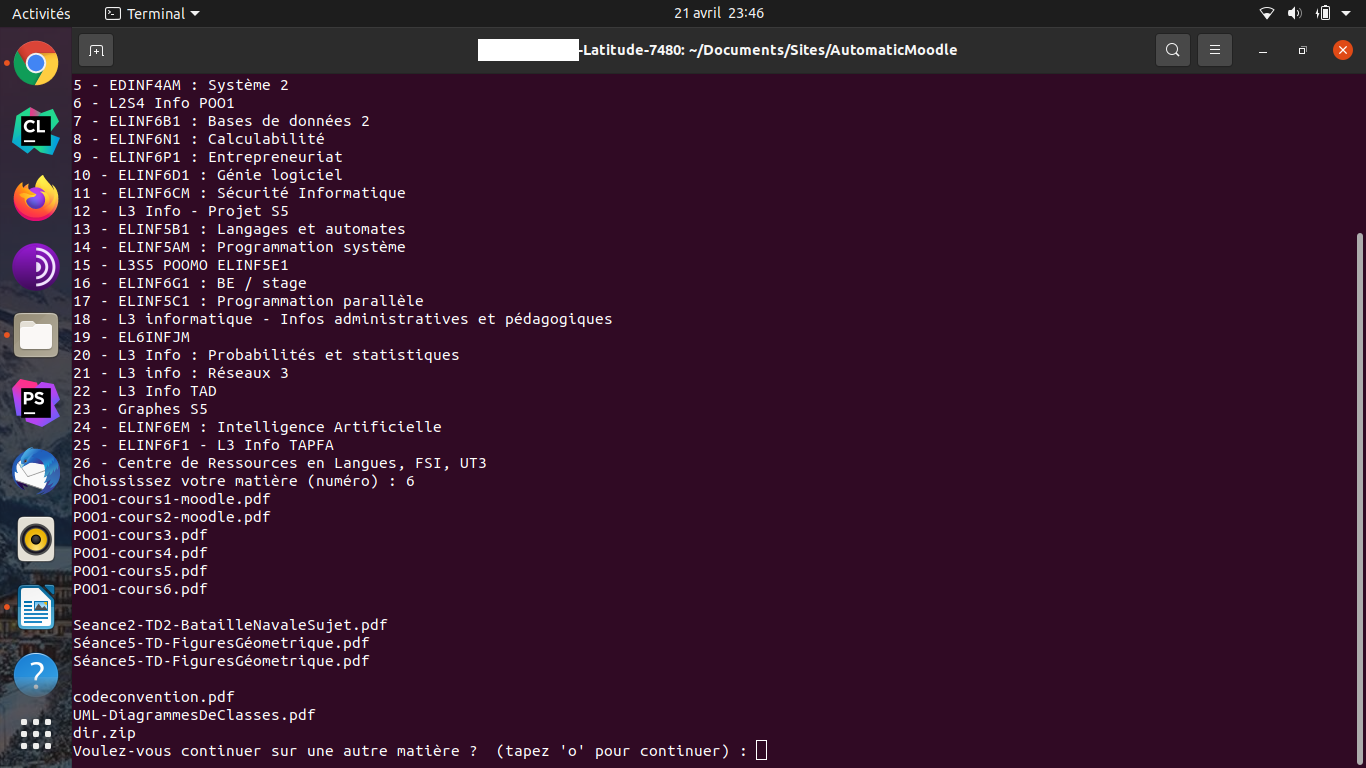 Activités Terminal 21 avril 23:46
-Latitude-7480: ~/Documents/Sites/AutomaticMoodle
5 - EDINF4AM : Système 2
6 - L2S4 Info POO1
7 - ELINF6B1 : Bases de données 2
8 - ELINF6N1 : Calculabilité
9 - ELINF6P1 : Entrepreneuriat
10 - ELINF6D1 : Génie logiciel
11 - ELINF6CM : Sécurité Informatique
12 - L3 Info - Projet S5
13 - ELINF5B1 : Langages et automates
14 - ELINF5AM : Programmation système
15 - L3S5 POOMO ELINF5E1
16 - ELINF6G1 : BE / stage
17 - ELINF5C1 : Programmation parallèle
18 - L3 informatique - Infos administratives et pédagogiques
19 - EL6INFJM
20 - L3 Info : Probabilités et statistiques
21 - L3 info : Réseaux 3
22 - L3 Info TAD
23 - Graphes S5
24 - ELINF6EM : Intelligence Artificielle
25 - ELINF6F1 - L3 Info TAPFA
26 - Centre de Ressources en Langues, FSI, UT3
Choississez votre matière (numéro) : 6
POO1-cours1-moodle.pdf
POO1-cours2-moodle.pdf
POO1-cours3.pdf
POO1-cours4.pdf
POO1-cours5.pdf
POO1-cours6.pdf
Seance2-TD2-BatailleNavaleSujet.pdf
Séance5-TD-FiguresGéometrique.pdf
Séance5-TD-FiguresGéometrique.pdf
codeconvention.pdf
UML-DiagrammesDeClasses.pdf
dir.zip
Voulez-vous continuer sur une autre matière ?  (tapez 'o' pour continuer) :
CL
PS
?